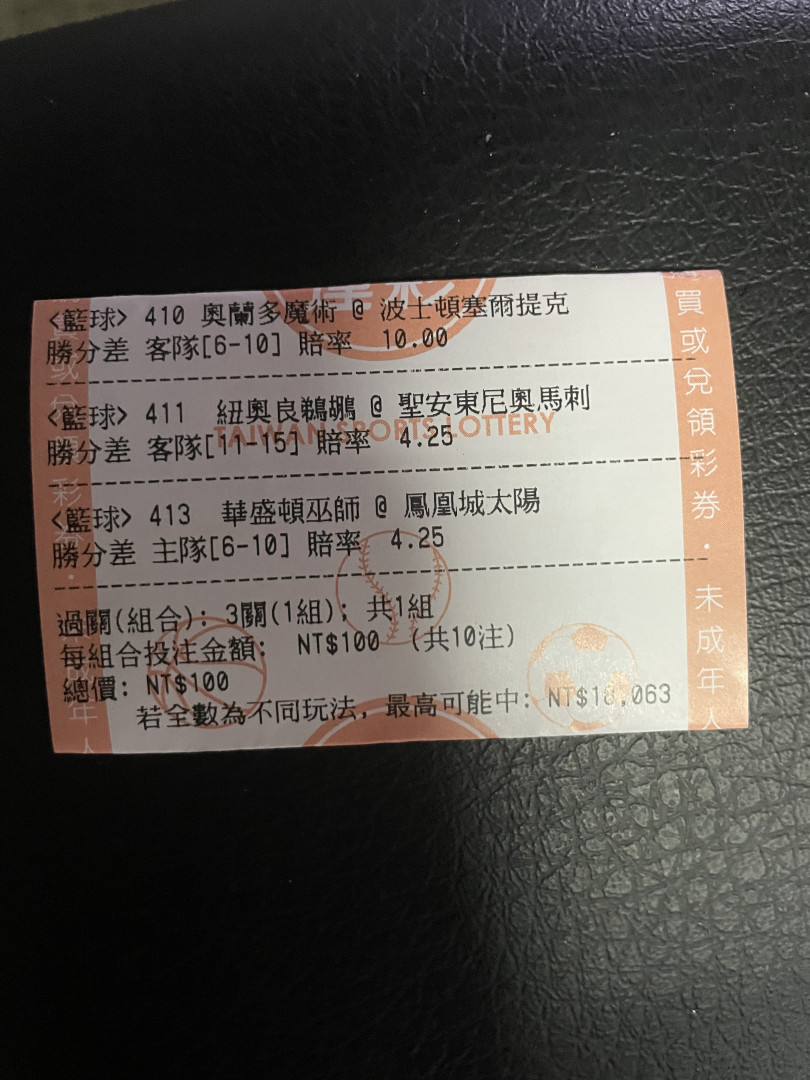 <籃球> 410 奧蘭多魔術 @ 波士頓塞爾提克
勝分差 客隊[6-10] 賠率 10.00
<籃球> 411 紐奧良鵜鶘 @ 聖安東尼奧馬刺
TAIWAN SPORTS LOTTERY
勝分差 客隊[11-15] 賠率 4.25
<籃球> 413 華盛頓巫師 @ 鳳凰城太陽
勝分差 主隊[6-10] 賠率 4.25
過關(組合): 3關(1組); 共1組
每組合投注金額: NT$100 (共10注)
總價: NT$100
若全數為不同玩法, 最高可能中: NT$18,063
買或兌領彩券．未成年人